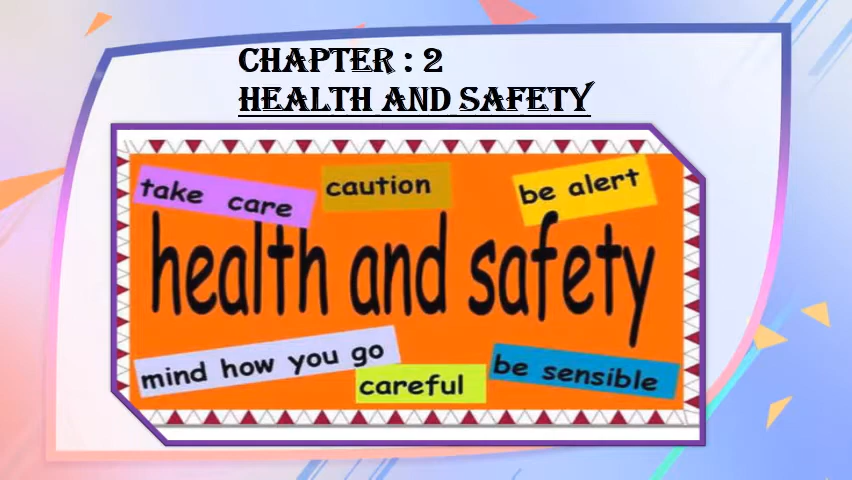 CHAPTER : 2
HEALTH AND SAFETY
take care
caution
be alert
health and safety
mind how you go
careful
be sensible